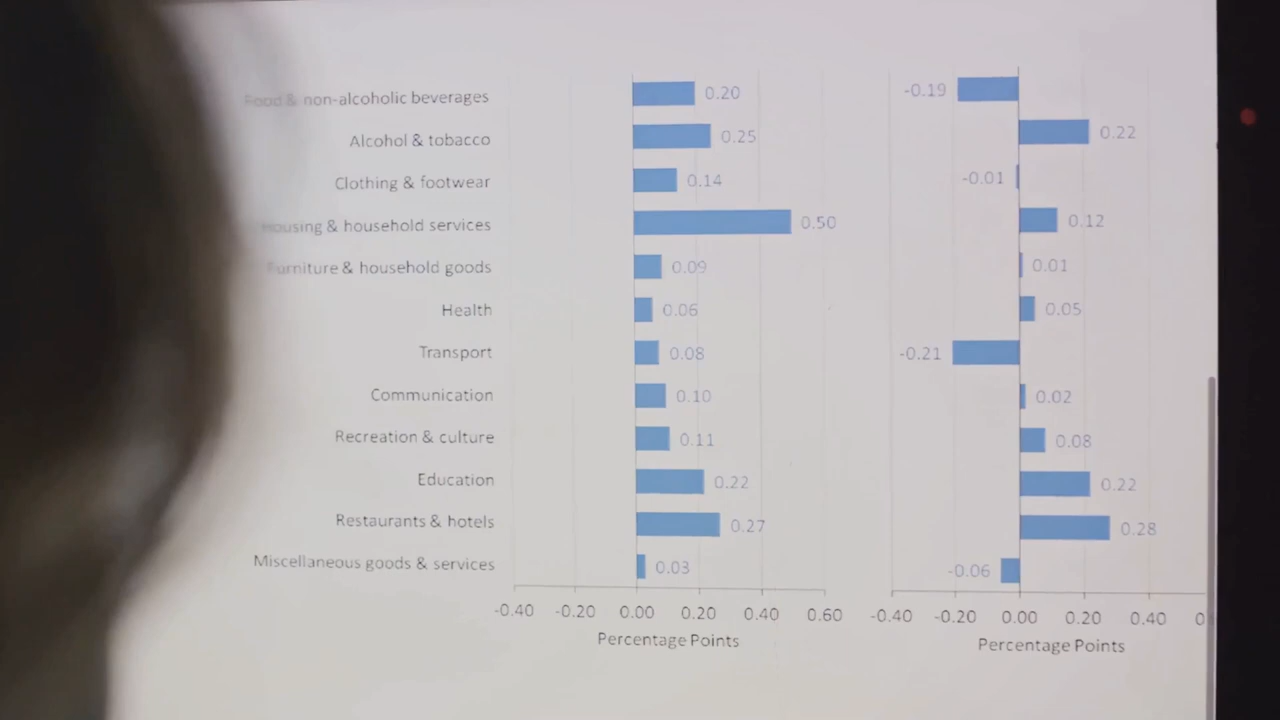 Food & non-alcoholic beverages 0.20 -0.19
Alcohol & tobacco 0.25 0.22
Clothing & footwear 0.14 -0.01
Housing & household services 0.50 0.12
Furniture & household goods 0.09 0.01
Health 0.06 0.05
Transport 0.08 -0.21
Communication 0.10 0.02
Recreation & culture 0.11 0.08
Education 0.22 0.22
Restaurants & hotels 0.27 0.28
Miscellaneous goods & services 0.03 -0.06
-0.40 -0.20 0.00 0.20 0.40 0.60 -0.40 -0.20 0.00 0.20 0.40
Percentage Points Percentage Points